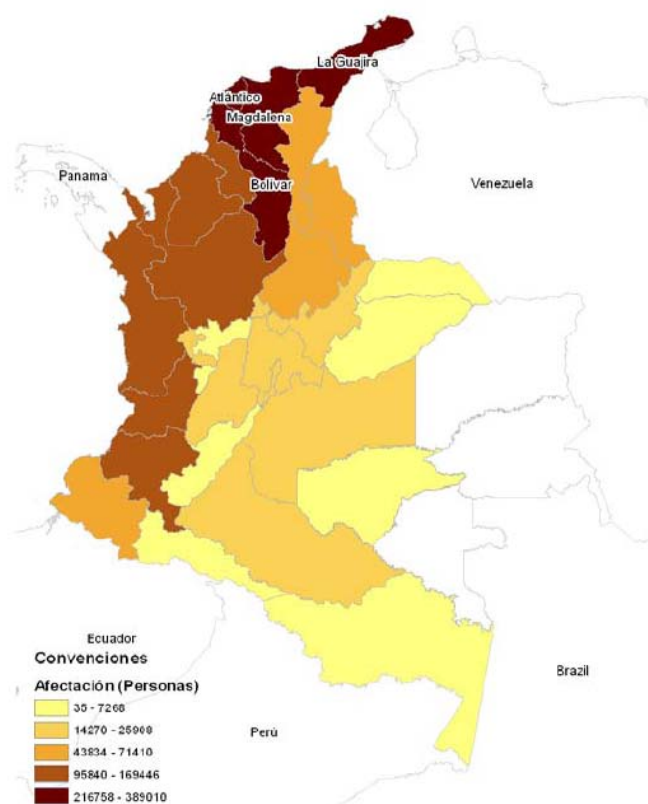 La Guajira
Atlántico
Magdalena
Panama
Bolívar
Venezuela
Ecuador
Convenciones
Afectación (Personas)
35 - 7268
14270 - 25908
43834 - 71410
95840 - 169446
216758 - 389010
Perú
Brazil